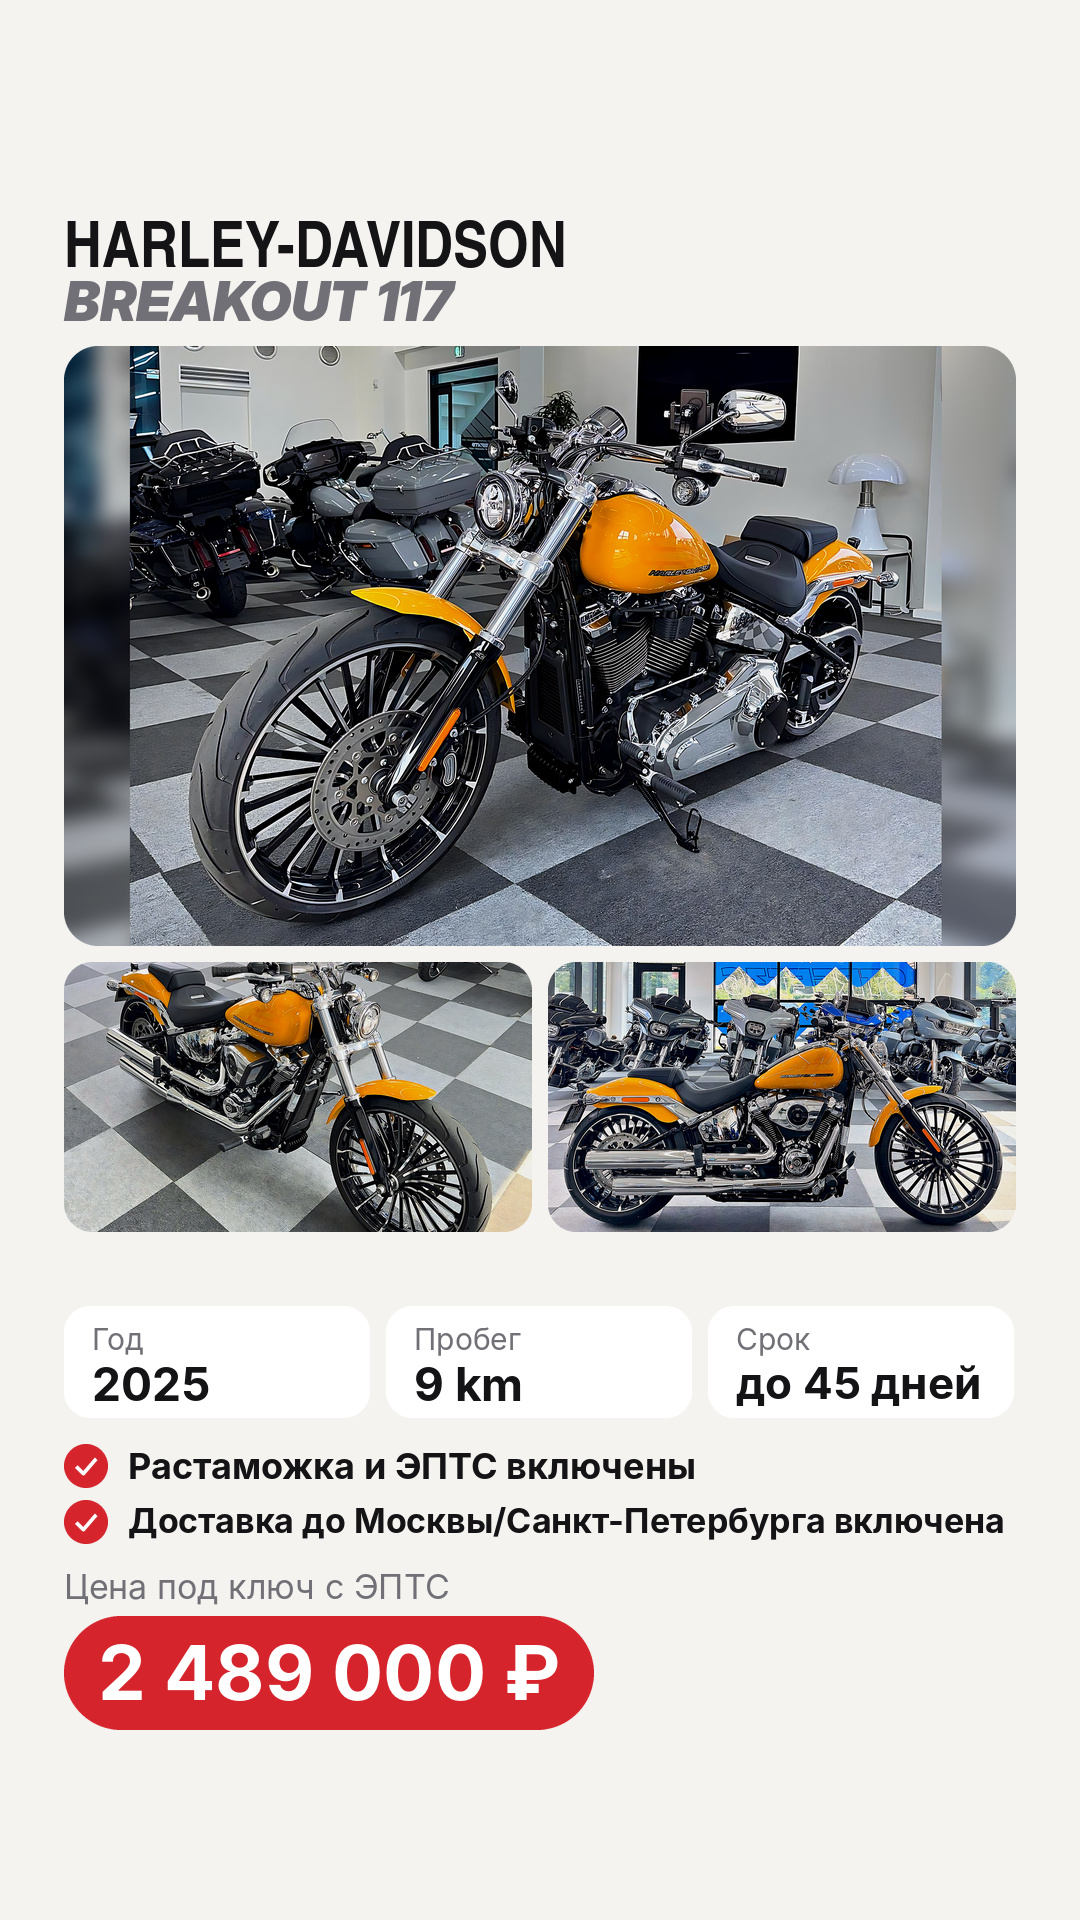 HARLEY-DAVIDSON
BREAKOUT 117
Год
2025
Пробег
9 km
Срок
до 45 дней
Растаможка и ЭПТС включены
Доставка до Москвы/Санкт-Петербурга включена
Цена под ключ с ЭПТС
2 489 000 ₽